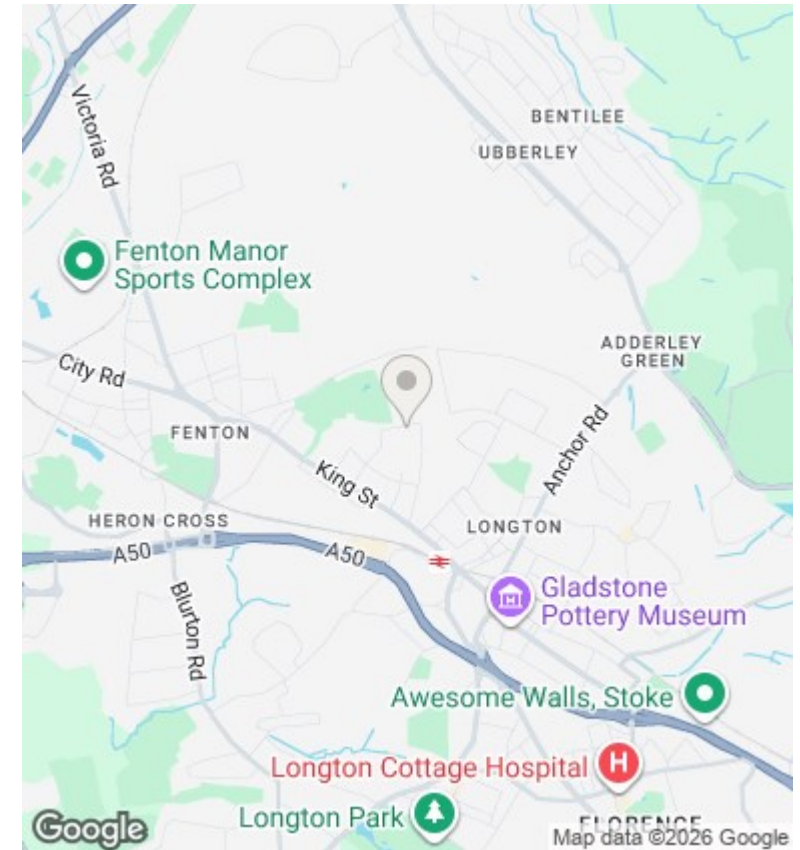 Victoria Rd
BENTILEE
UBBERLEY
Fenton Manor
Sports Complex
ADDERLEY
GREEN
City Rd
FENTON
Anchor Rd
King St
HERON CROSS
LONGTON
A50
A50
Blurton Rd
Gladstone
Pottery Museum
Awesome Walls, Stoke
Longton Cottage Hospital
H
Longton Park
FLORENCE
Google
Map data ©2026 Google